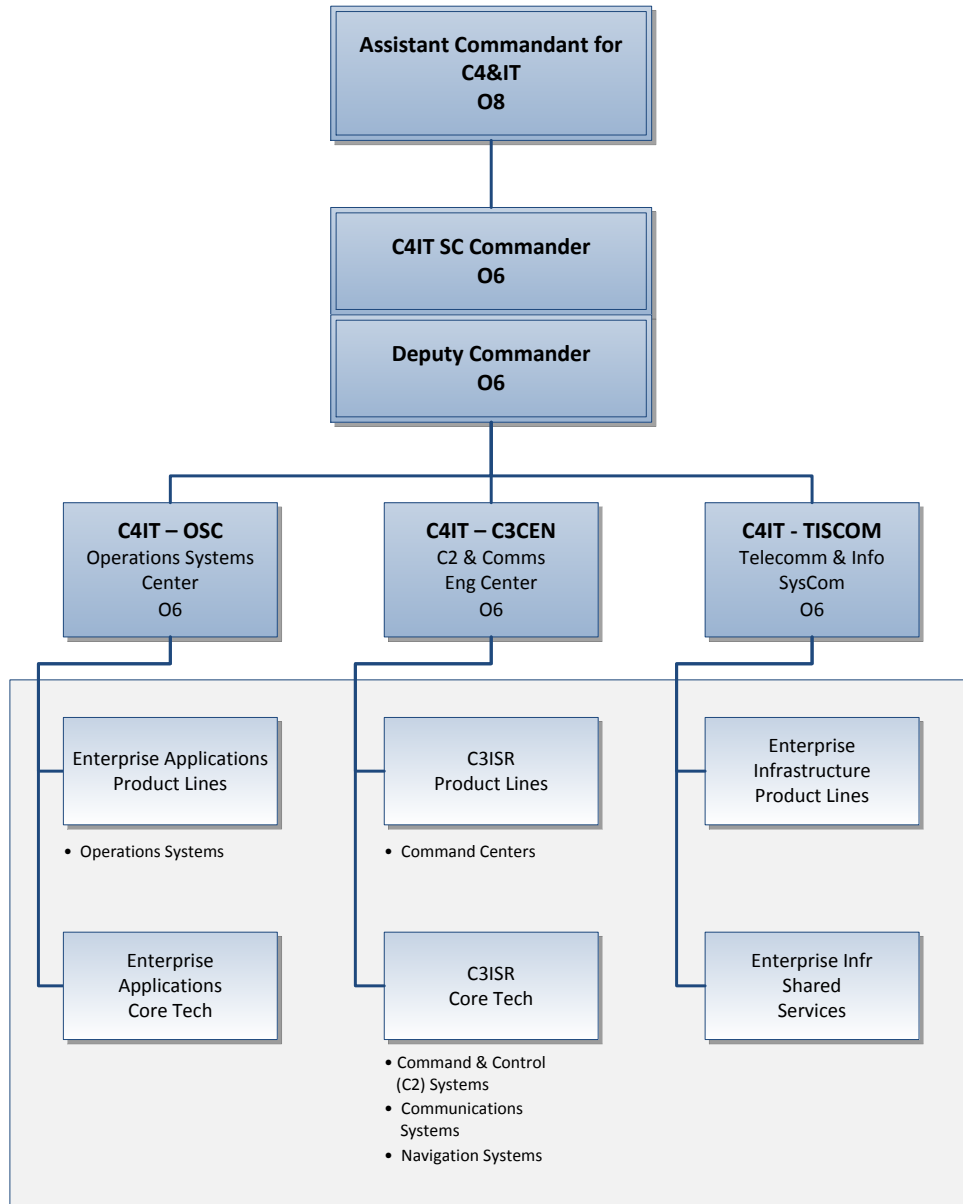 Assistant Commandant for
C4&IT
O8
C4IT SC Commander
O6
Deputy Commander
O6
C4IT – OSC
Operations Systems
Center
O6
C4IT – C3CEN
C2 & Comms
Eng Center
O6
C4IT - TISCOM
Telecomm & Info
SysCom
O6
Enterprise Applications
Product Lines
• Operations Systems
Enterprise
Applications
Core Tech
C3ISR
Product Lines
• Command Centers
C3ISR
Core Tech
• Command & Control
(C2) Systems
• Communications
Systems
• Navigation Systems
Enterprise
Infrastructure
Product Lines
Enterprise Infr
Shared
Services